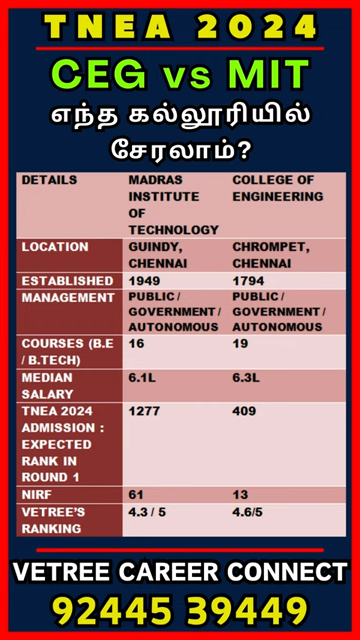 TNEA 2024
CEG vs MIT
எந்த கல்லூரியில்
சேரலாம்?
DETAILS MADRAS INSTITUTE OF TECHNOLOGY COLLEGE OF ENGINEERING
LOCATION GUINDY, CHENNAI CHROMPET, CHENNAI
ESTABLISHED 1949 1794
MANAGEMENT PUBLIC / GOVERNMENT / AUTONOMOUS PUBLIC / GOVERNMENT / AUTONOMOUS
COURSES (B.E / B.TECH) 16 19
MEDIAN SALARY 6.1L 6.3L
TNEA 2024 ADMISSION : EXPECTED RANK IN ROUND 1 1277 409
NIRF 61 13
VETREE'S RANKING 4.3 / 5 4.6/5
VETREE CAREER CONNECT
92445 39449